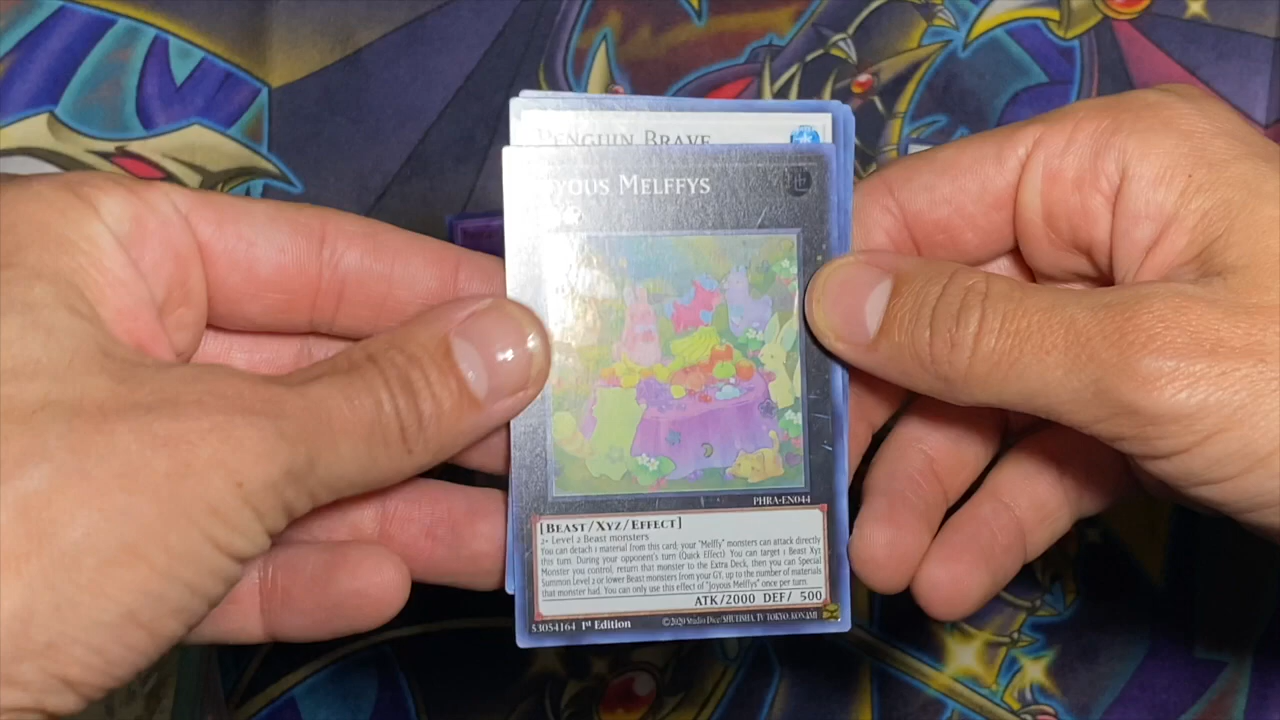 PENGUIN BRAVE
JOYOUS MELFFYS
PHRA-EN044
[BEAST/XYZ/EFFECT]
2+ Level 2 Beast monsters
You can detach 1 material from this card; your "Melffy" monsters can attack directly
this turn. During your opponent's turn (Quick Effect): You can target 1 Beast Xyz
Monster you control; return that monster to the Extra Deck, then you can Special
Summon Level 2 or lower Beast monsters from your GY, up to the number of materials
that monster had. You can only use this effect of "Joyous Melffys" once per turn.
ATK/2000 DEF/ 500
53054164 1st Edition ©2020 Studio Dice/SHUEISHA, TV TOKYO, KONAMI